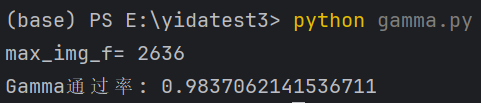 (base) PS E:\yidatest3> python gamma.py
max_img_f= 2636
Gamma通过率: 0.9837062141536711